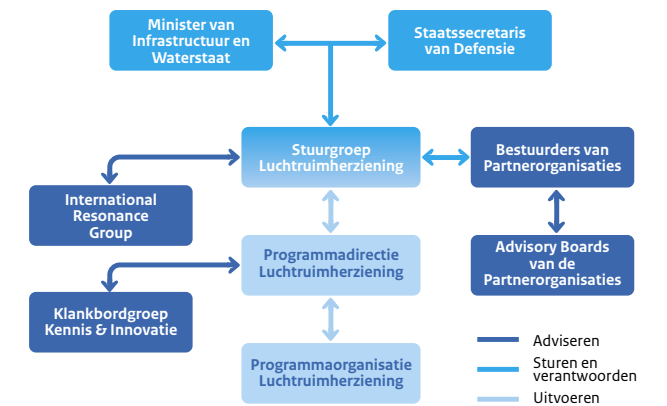 Minister van
Infrastructuur en
Waterstaat
Staatssecretaris
van Defensie
Stuurgroep
Luchtruimherziening
Bestuurders van
Partnerorganisaties
International
Resonance
Group
Programmadirectie
Luchtruimherziening
Advisory Boards
van de
Partnerorganisaties
Klankbordgroep
Kennis & Innovatie
Programmaorganisatie
Luchtruimherziening
Adviseren
Sturen en
verantwoorden
Uitvoeren